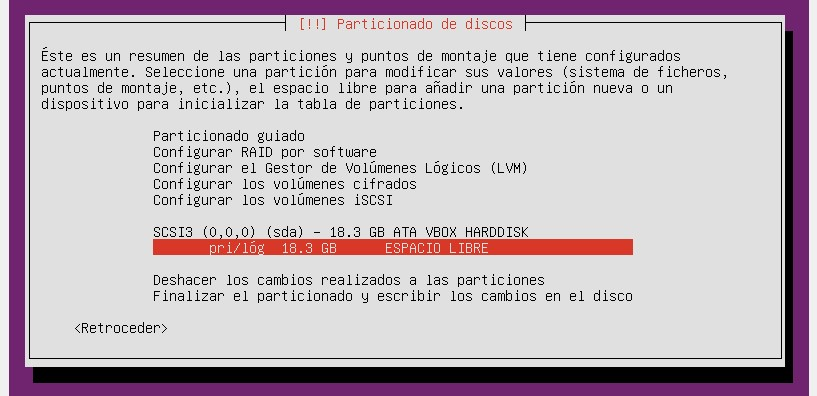 [!!] Particionado de discos
Éste es un resumen de las particiones y puntos de montaje que tiene configurados
actualmente. Seleccione una partición para modificar sus valores (sistema de ficheros,
puntos de montaje, etc.), el espacio libre para añadir una partición nueva o un
dispositivo para inicializar la tabla de particiones.
Particionado guiado
Configurar RAID por software
Configurar el Gestor de Volúmenes Lógicos (LVM)
Configurar los volúmenes cifrados
Configurar los volúmenes iSCSI
SCSI3 (0,0,0) (sda) – 18.3 GB ATA VBOX HARDDISK
pri/lóg 18.3 GB ESPACIO LIBRE
Deshacer los cambios realizados a las particiones
Finalizar el particionado y escribir los cambios en el disco
<Retroceder>